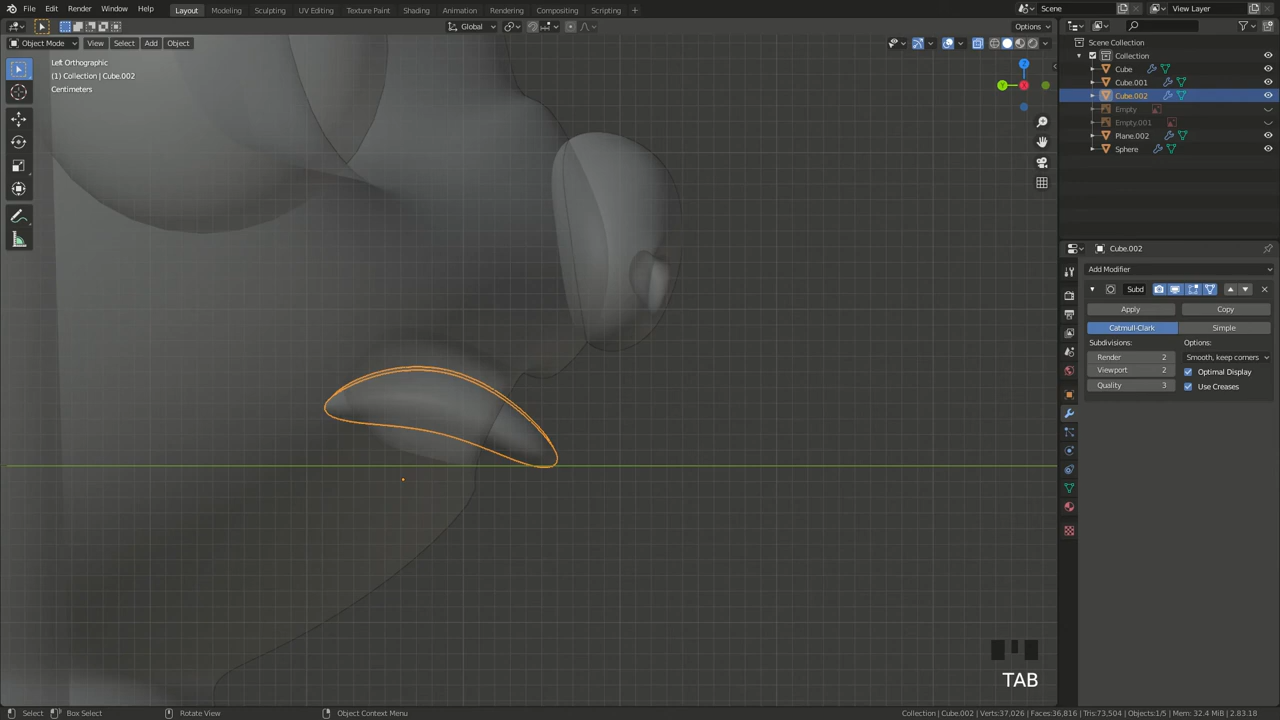 File Edit Render Window Help Layout Modeling Sculpting UV Editing Texture Paint Shading Animation Rendering Compositing Scripting + Scene View Layer
Global Options
Object Mode View Select Add Object
Left Orthographic
(1) Collection | Cube.002
Centimeters
Z
Y
X
Scene Collection
Collection
Cube
Cube.001
Cube.002
Empty
Empty.001
Plane.002
Sphere
Cube.002
Add Modifier
Subd
Apply Copy
Catmull-Clark Simple
Subdivisions: Options:
Render 2 Smooth, keep corners
Viewport 2 Optimal Display
Quality 3 Use Creases
TAB
Select Box Select Rotate View Object Context Menu Collection | Cube.002 | Verts:37,026 | Faces:36,816 | Tris:73,504 | Objects:1/5 | Mem: 32.4 MiB | 2.83.18